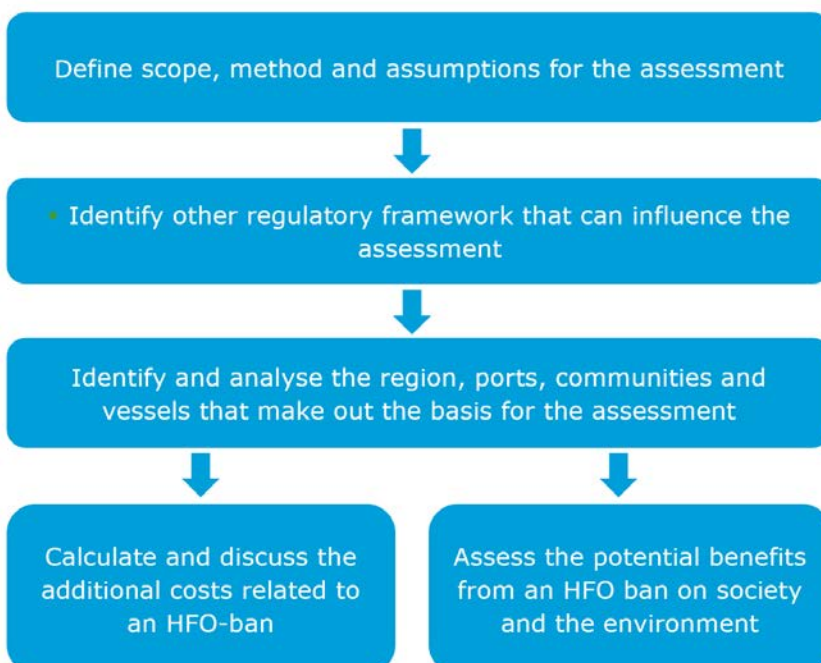 Define scope, method and assumptions for the assessment
• Identify other regulatory framework that can influence the
assessment
Identify and analyse the region, ports, communities and
vessels that make out the basis for the assessment
Calculate and discuss the
additional costs related to
an HFO-ban
Assess the potential benefits
from an HFO ban on society
and the environment